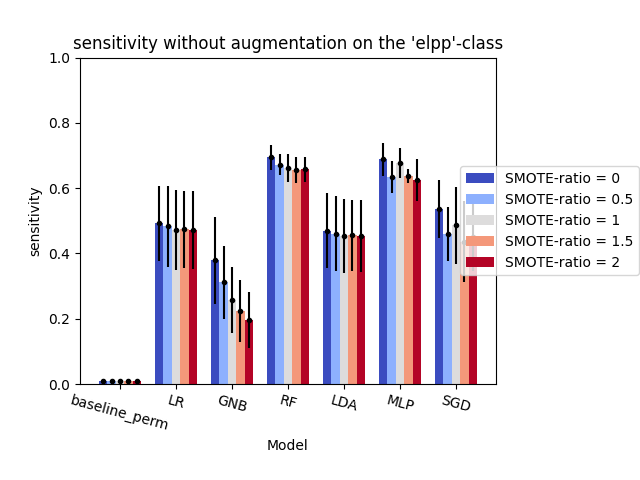 sensitivity without augmentation on the 'elpp'-class
1.0
0.8
0.6
0.4
0.2
0.0
sensitivity
SMOTE-ratio = 0
SMOTE-ratio = 0.5
SMOTE-ratio = 1
SMOTE-ratio = 1.5
SMOTE-ratio = 2
baseline_perm
LR
GNB
RF
LDA
MLP
SGD
Model